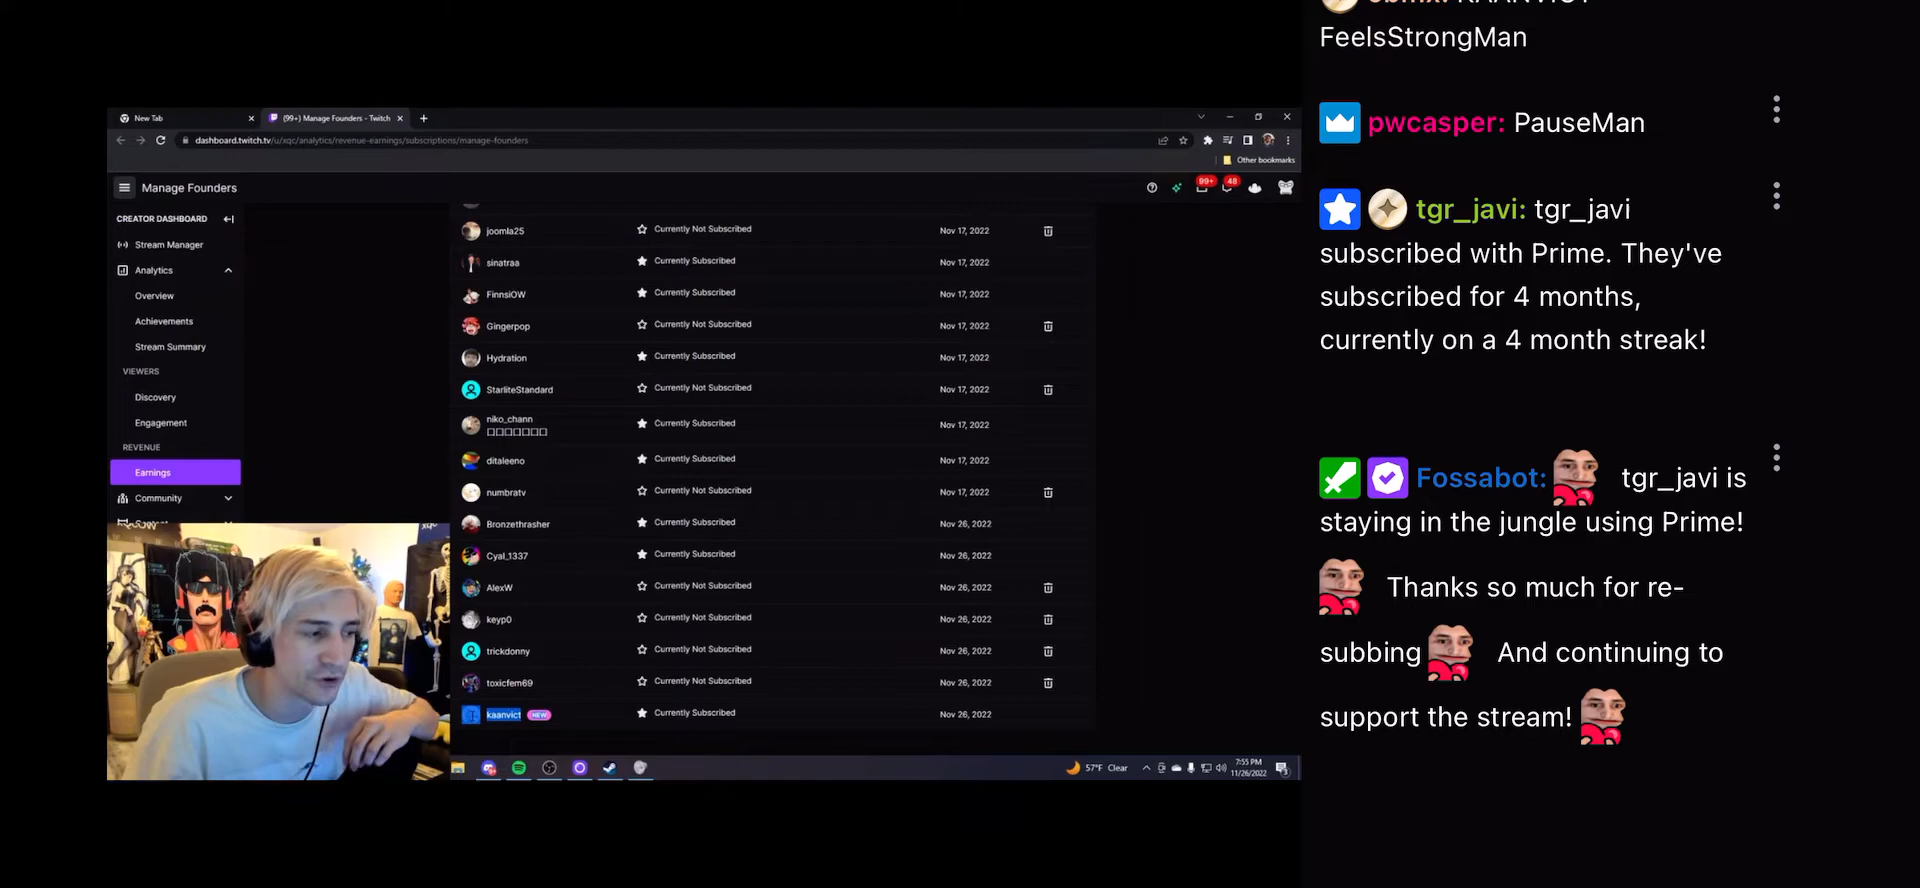 New Tab
(99+) Manage Founders - Twitch
dashboard.twitch.tv/u/xqc/analytics/revenue-earnings/subscriptions/manage-founders
Other bookmarks
Manage Founders
99+
48
CREATOR DASHBOARD
Stream Manager
Analytics
Overview
Achievements
Stream Summary
VIEWERS
Discovery
Engagement
REVENUE
Earnings
Community
joomla25 Currently Not Subscribed Nov 17, 2022
sinatraa Currently Subscribed Nov 17, 2022
FinnsiOW Currently Subscribed Nov 17, 2022
Gingerpop Currently Not Subscribed Nov 17, 2022
Hydration Currently Subscribed Nov 17, 2022
StarliteStandard Currently Not Subscribed Nov 17, 2022
niko_chann Currently Subscribed Nov 17, 2022
ditaleeno Currently Subscribed Nov 17, 2022
numbratv Currently Not Subscribed Nov 17, 2022
Bronzethrasher Currently Subscribed Nov 26, 2022
Cyal_1337 Currently Subscribed Nov 26, 2022
AlexW Currently Not Subscribed Nov 26, 2022
keyp0 Currently Not Subscribed Nov 26, 2022
trickdonny Currently Not Subscribed Nov 26, 2022
toxicfem69 Currently Not Subscribed Nov 26, 2022
kaanvict NEW Currently Subscribed Nov 26, 2022
57°F Clear
7:55 PM
11/26/2022
FeelsStrongMan
pwcasper: PauseMan
tgr_javi: tgr_javi
subscribed with Prime. They've
subscribed for 4 months,
currently on a 4 month streak!
Fossabot: tgr_javi is
staying in the jungle using Prime!
Thanks so much for re-
subbing And continuing to
support the stream!